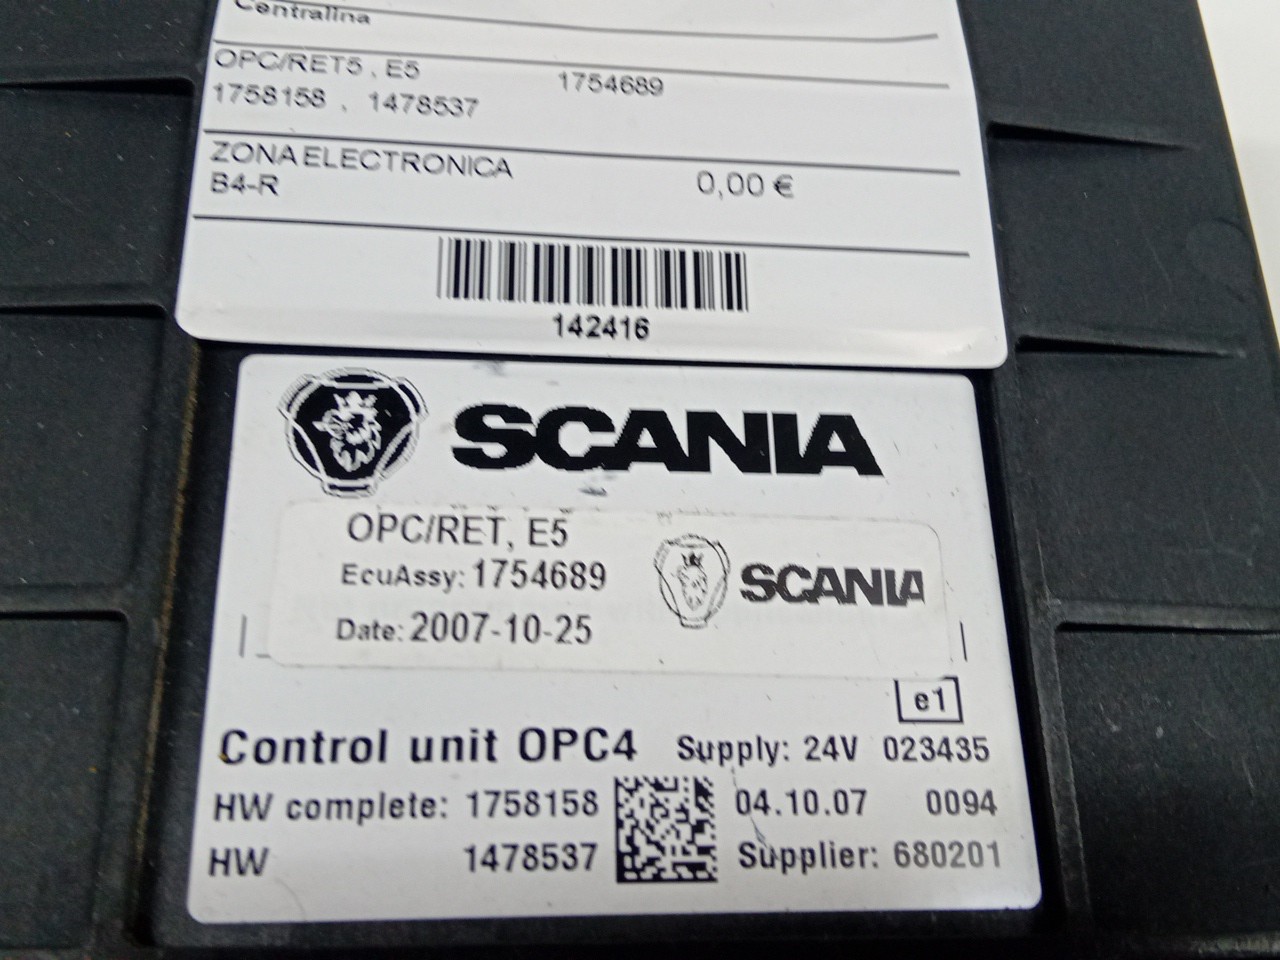 Centralina
OPC/RET5 , E5 1754689
1758158 , 1478537
ZONA ELECTRONICA
B4-R 0,00 €
142416
SCANIA
OPC/RET, E5
EcuAssy: 1754689 SCANIA
Date: 2007-10-25
e1
Control unit OPC4 Supply: 24V 023435
HW complete: 1758158 04.10.07 0094
HW 1478537 Supplier: 680201